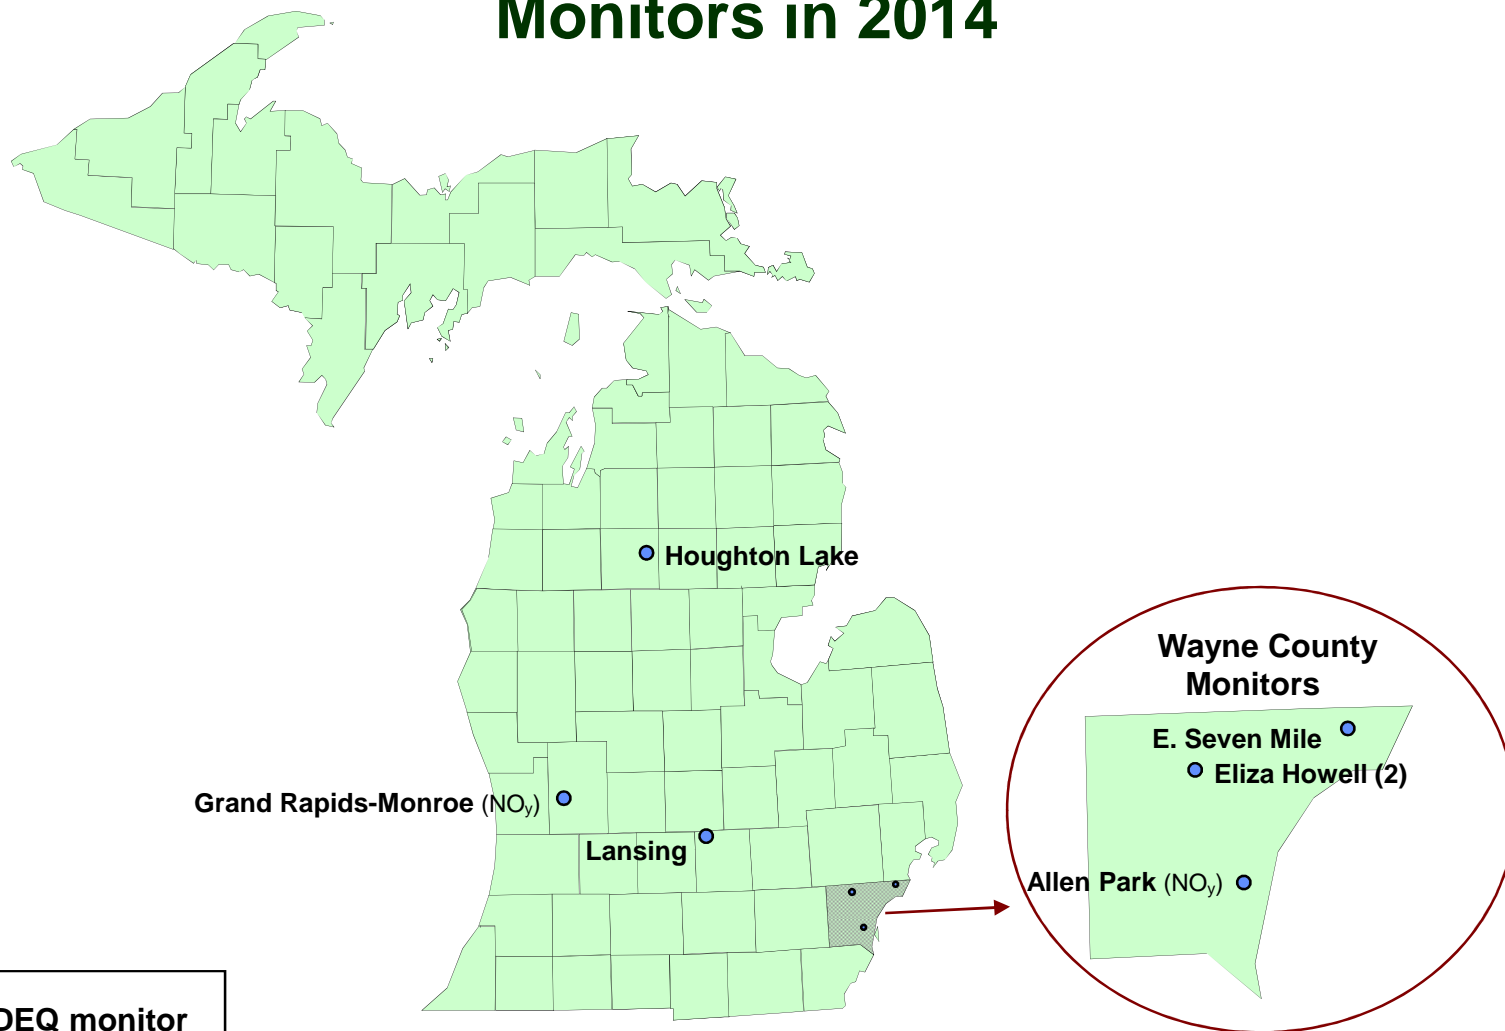 Monitors in 2014
Houghton Lake
Wayne County
Monitors
E. Seven Mile
Eliza Howell (2)
Grand Rapids-Monroe (NOy)
Lansing
Allen Park (NOy)
DEQ monitor